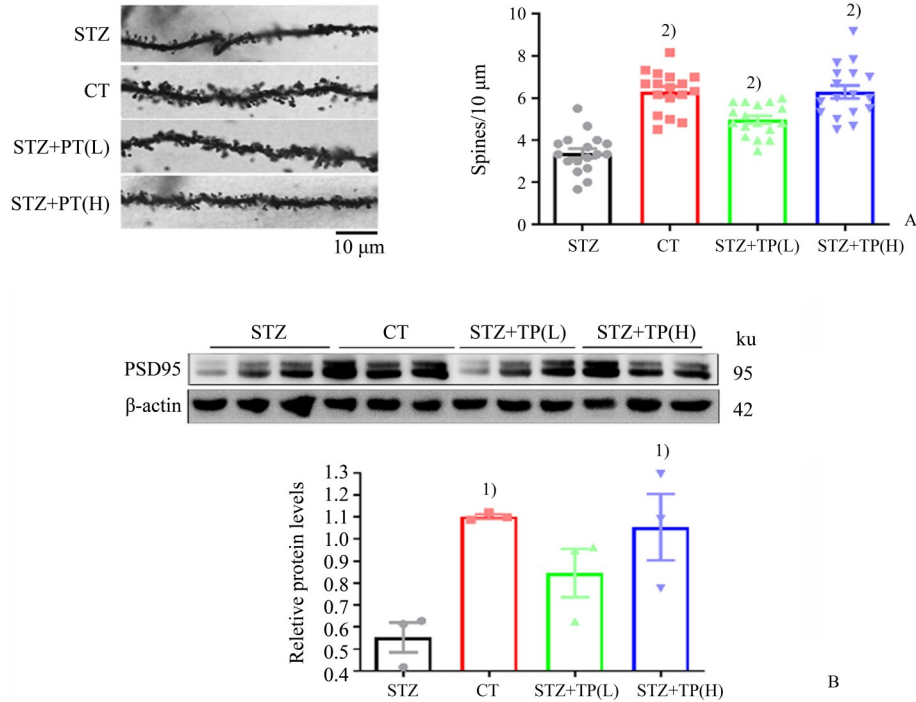 STZ
CT
STZ+PT(L)
STZ+PT(H)
10 μm
Spines/10 μm
10
8
6
4
2
0
2)
2)
2)
STZ
CT
STZ+TP(L)
STZ+TP(H)
A
STZ
CT
STZ+TP(L)
STZ+TP(H)
ku
PSD95
95
β-actin
42
Reletive protein levels
1.3
1.2
1.1
1.0
0.9
0.8
0.7
0.6
0.5
0.4
1)
1)
STZ
CT
STZ+TP(L)
STZ+TP(H)
B